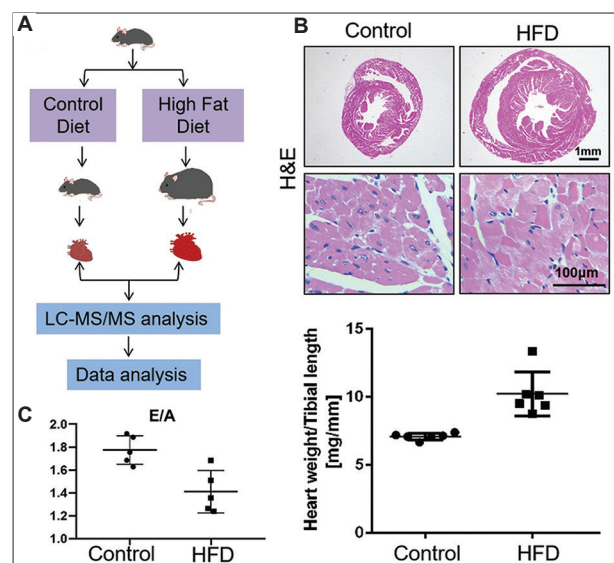 A
Control
Diet
High Fat
Diet
LC-MS/MS analysis
Data analysis
B
Control
HFD
H&E
1mm
100μm
Heart weight/Tibial length
[mg/mm]
15
10
5
0
Control
HFD
C
E/A
2.0
1.8
1.6
1.4
1.2
1.0
Control
HFD